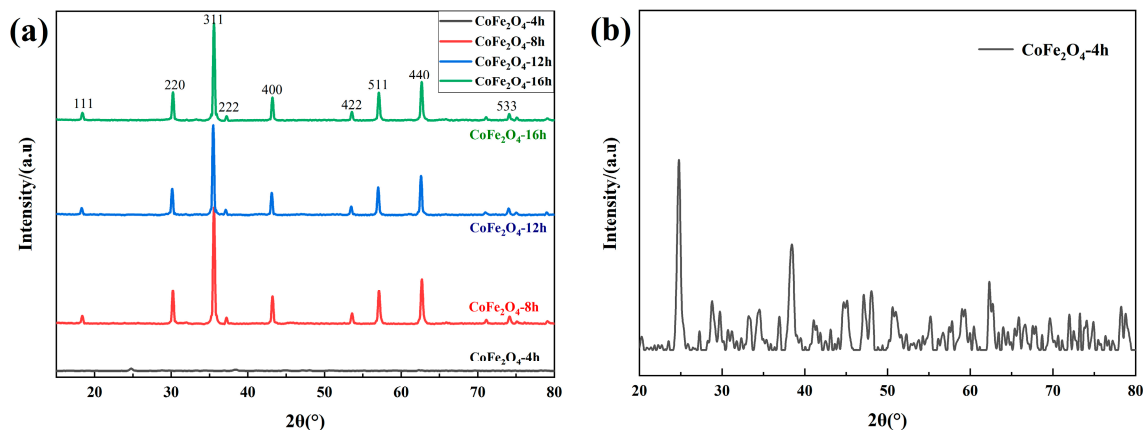 (a)
311
CoFe₂O₄-4h
CoFe₂O₄-8h
CoFe₂O₄-12h
CoFe₂O₄-16h
111
220
222
400
422
511
440
533
CoFe₂O₄-16h
CoFe₂O₄-12h
CoFe₂O₄-8h
CoFe₂O₄-4h
Intensity/(a.u)
20 30 40 50 60 70 80
2θ(°)
(b)
CoFe₂O₄-4h
Intensity/(a.u)
20 30 40 50 60 70 80
2θ(°)